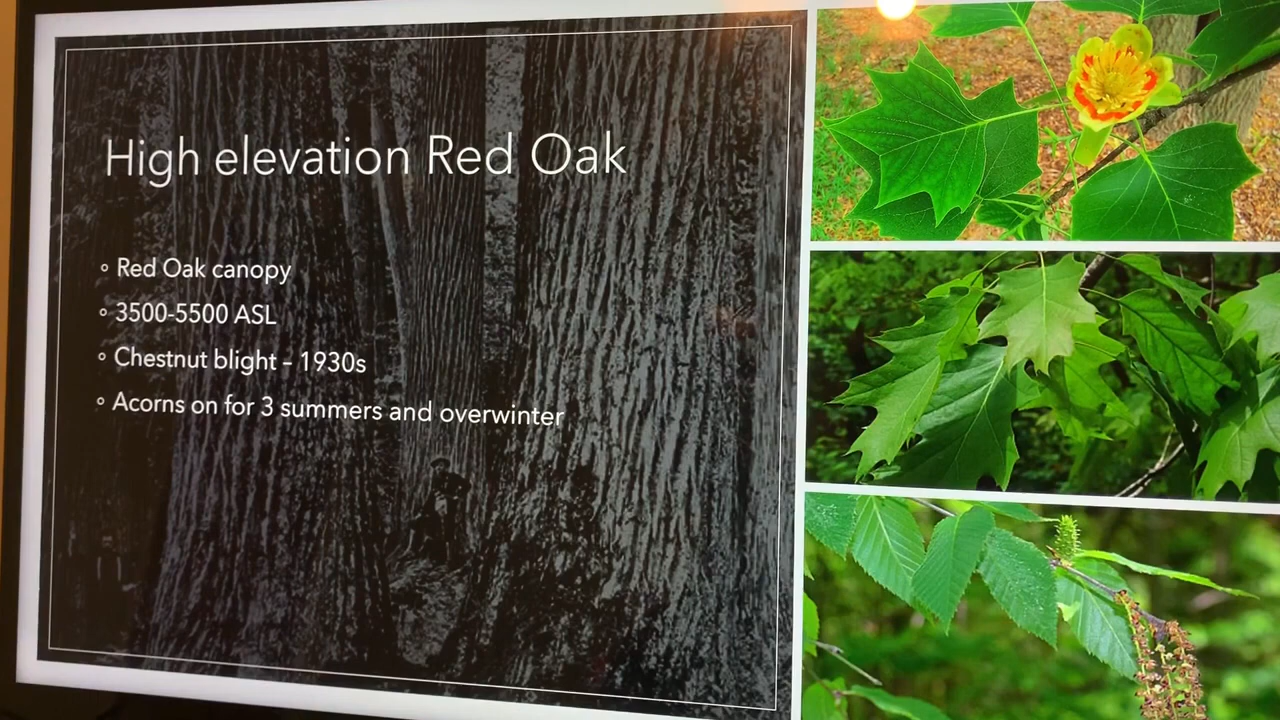 High elevation Red Oak
◦ Red Oak canopy
◦ 3500-5500 ASL
◦ Chestnut blight – 1930s
◦ Acorns on for 3 summers and overwinter